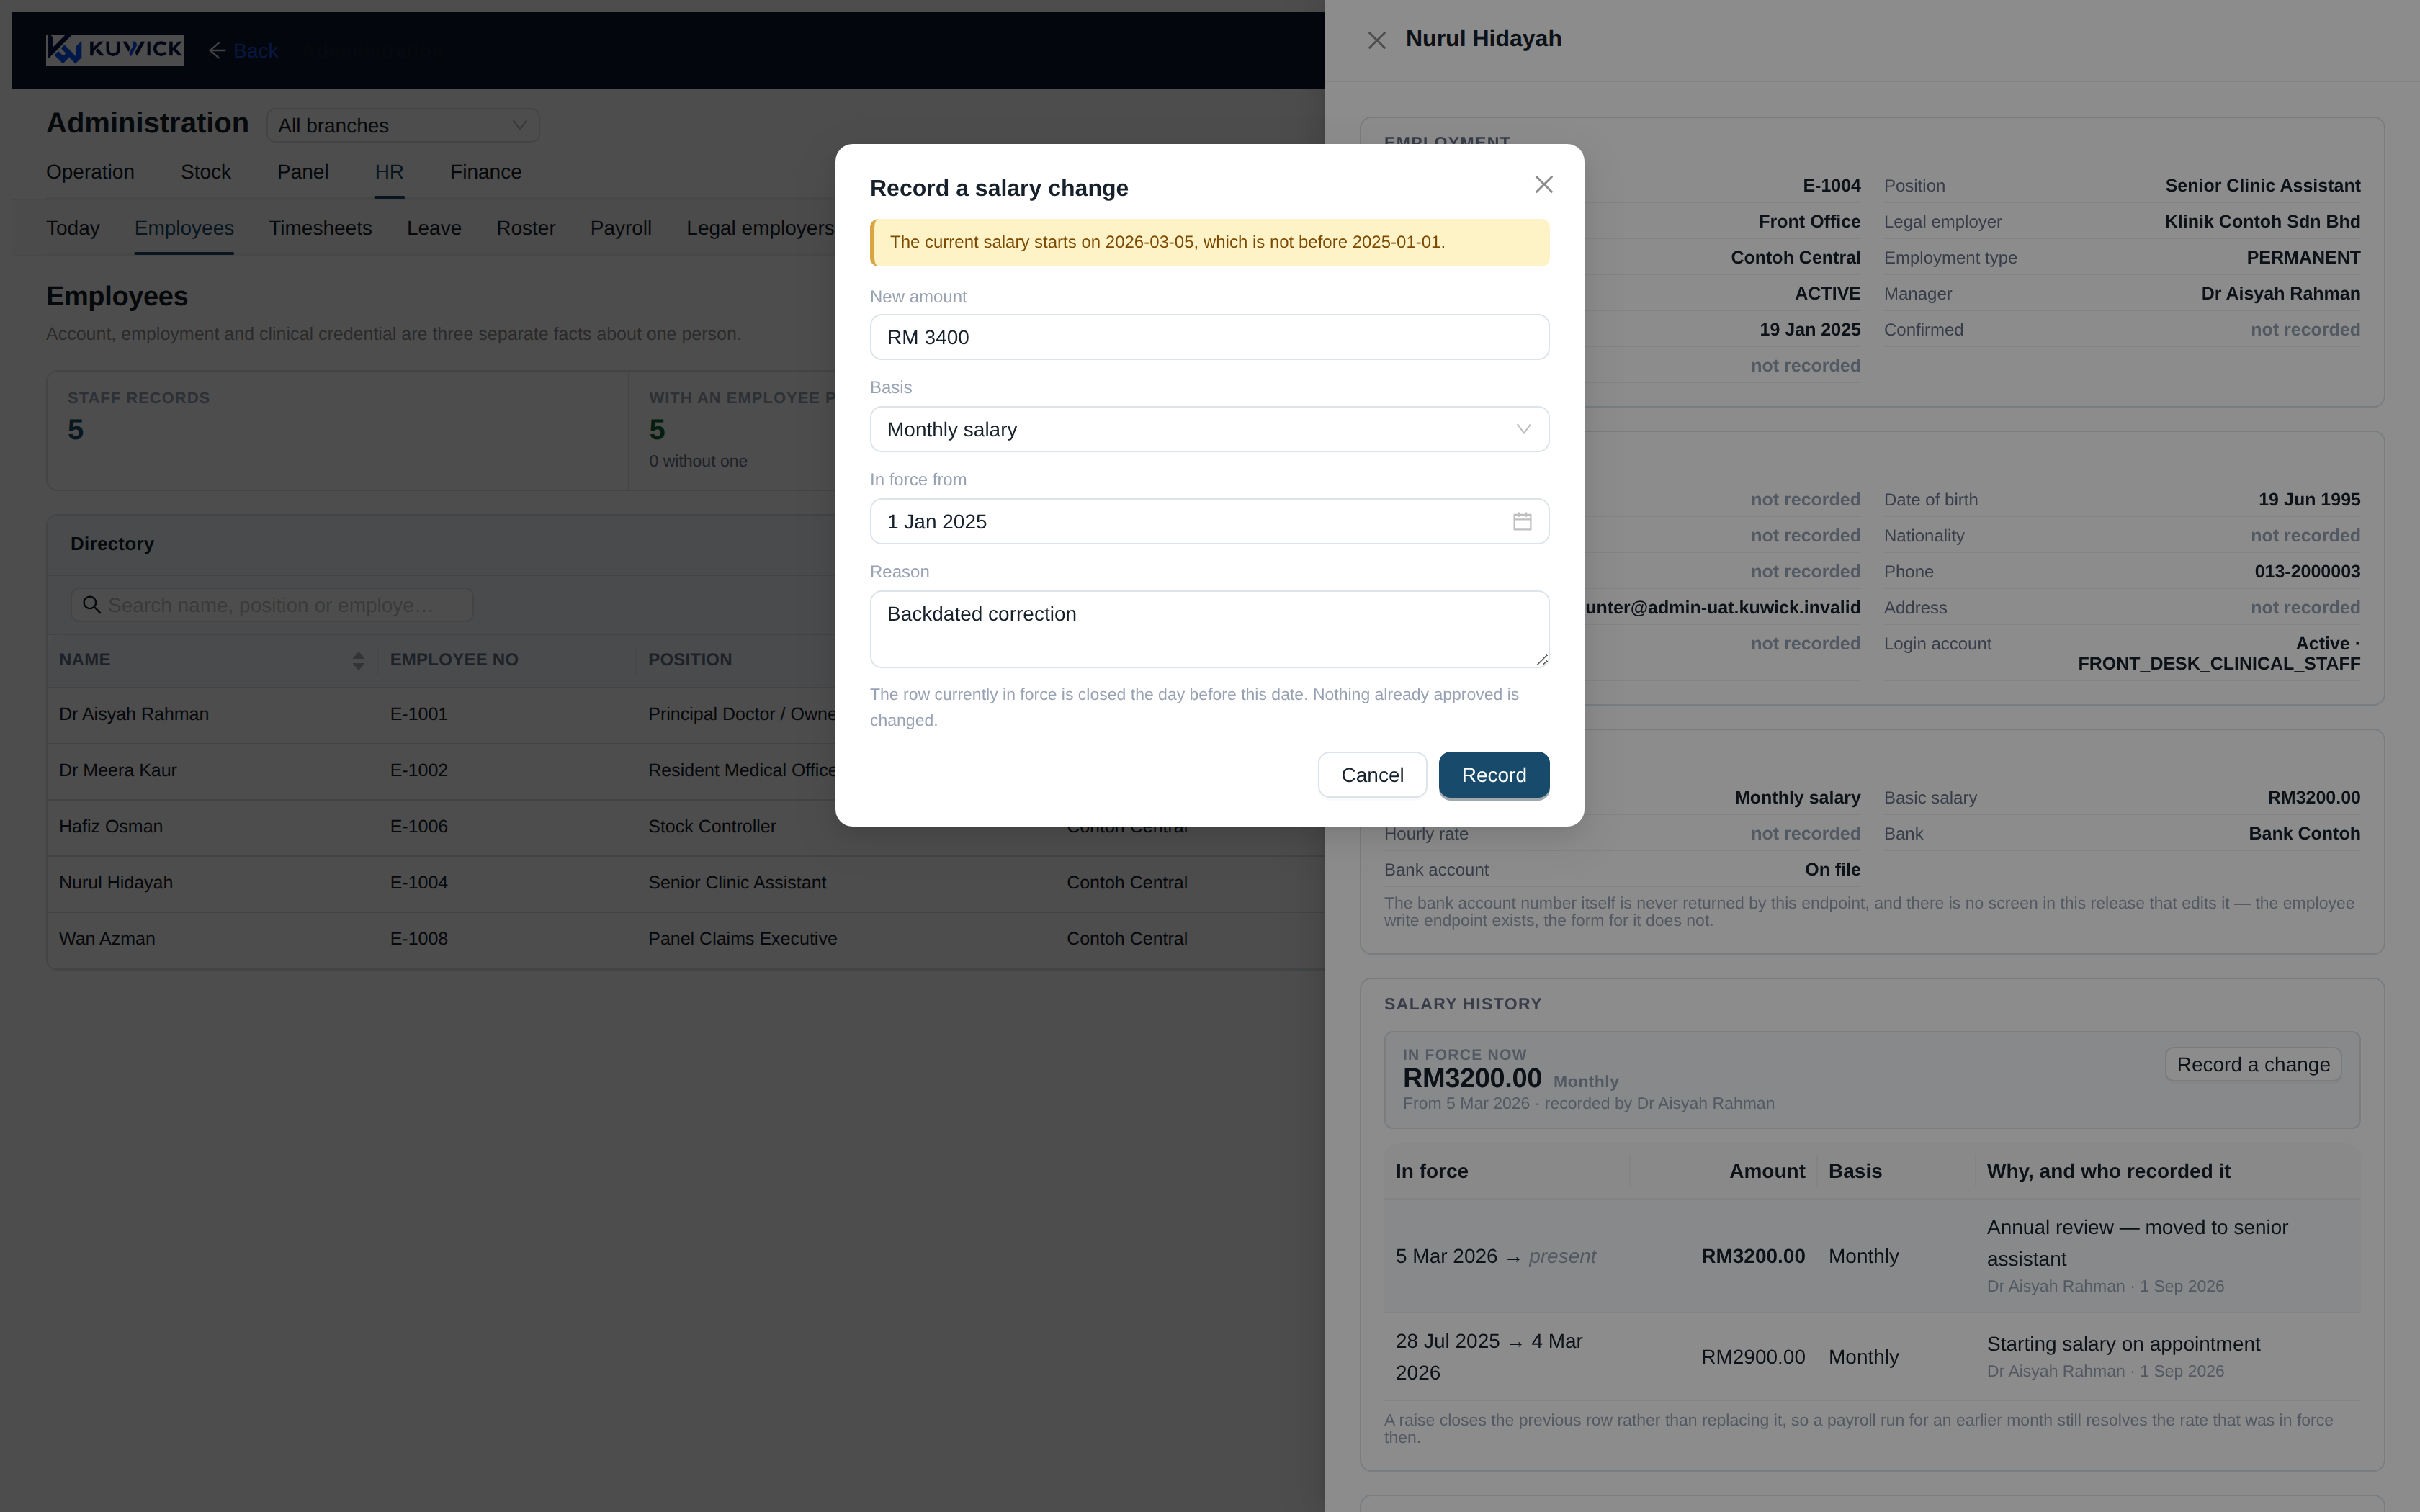 KUWICK
Back
Administration
All branches
Operation
Stock
Panel
HR
Finance
Today
Employees
Timesheets
Leave
Roster
Payroll
Legal employers
Employees
Account, employment and clinical credential are three separate facts about one person.
STAFF RECORDS
5
WITH AN EMPLOYEE P
5
0 without one
Directory
Search name, position or employe…
NAME
EMPLOYEE NO
POSITION
Dr Aisyah Rahman
E-1001
Principal Doctor / Owne
Dr Meera Kaur
E-1002
Resident Medical Office
Hafiz Osman
E-1006
Stock Controller
Contoh Central
Nurul Hidayah
E-1004
Senior Clinic Assistant
Contoh Central
Wan Azman
E-1008
Panel Claims Executive
Contoh Central
Record a salary change
The current salary starts on 2026-03-05, which is not before 2025-01-01.
New amount
RM 3400
Basis
Monthly salary
In force from
1 Jan 2025
Reason
Backdated correction
The row currently in force is closed the day before this date. Nothing already approved is
changed.
Cancel
Record
Nurul Hidayah
EMPLOYMENT
E-1004
Position
Senior Clinic Assistant
Front Office
Legal employer
Klinik Contoh Sdn Bhd
Contoh Central
Employment type
PERMANENT
ACTIVE
Manager
Dr Aisyah Rahman
19 Jan 2025
Confirmed
not recorded
not recorded
not recorded
Date of birth
19 Jun 1995
not recorded
Nationality
not recorded
not recorded
Phone
013-2000003
unter@admin-uat.kuwick.invalid
Address
not recorded
not recorded
Login account
Active ·
FRONT_DESK_CLINICAL_STAFF
Monthly salary
Basic salary
RM3200.00
Hourly rate
not recorded
Bank
Bank Contoh
Bank account
On file
The bank account number itself is never returned by this endpoint, and there is no screen in this release that edits it — the employee
write endpoint exists, the form for it does not.
SALARY HISTORY
IN FORCE NOW
RM3200.00 Monthly
From 5 Mar 2026 · recorded by Dr Aisyah Rahman
Record a change
In force
Amount
Basis
Why, and who recorded it
5 Mar 2026 → present
RM3200.00
Monthly
Annual review — moved to senior
assistant
Dr Aisyah Rahman · 1 Sep 2026
28 Jul 2025 → 4 Mar
2026
RM2900.00
Monthly
Starting salary on appointment
Dr Aisyah Rahman · 1 Sep 2026
A raise closes the previous row rather than replacing it, so a payroll run for an earlier month still resolves the rate that was in force
then.